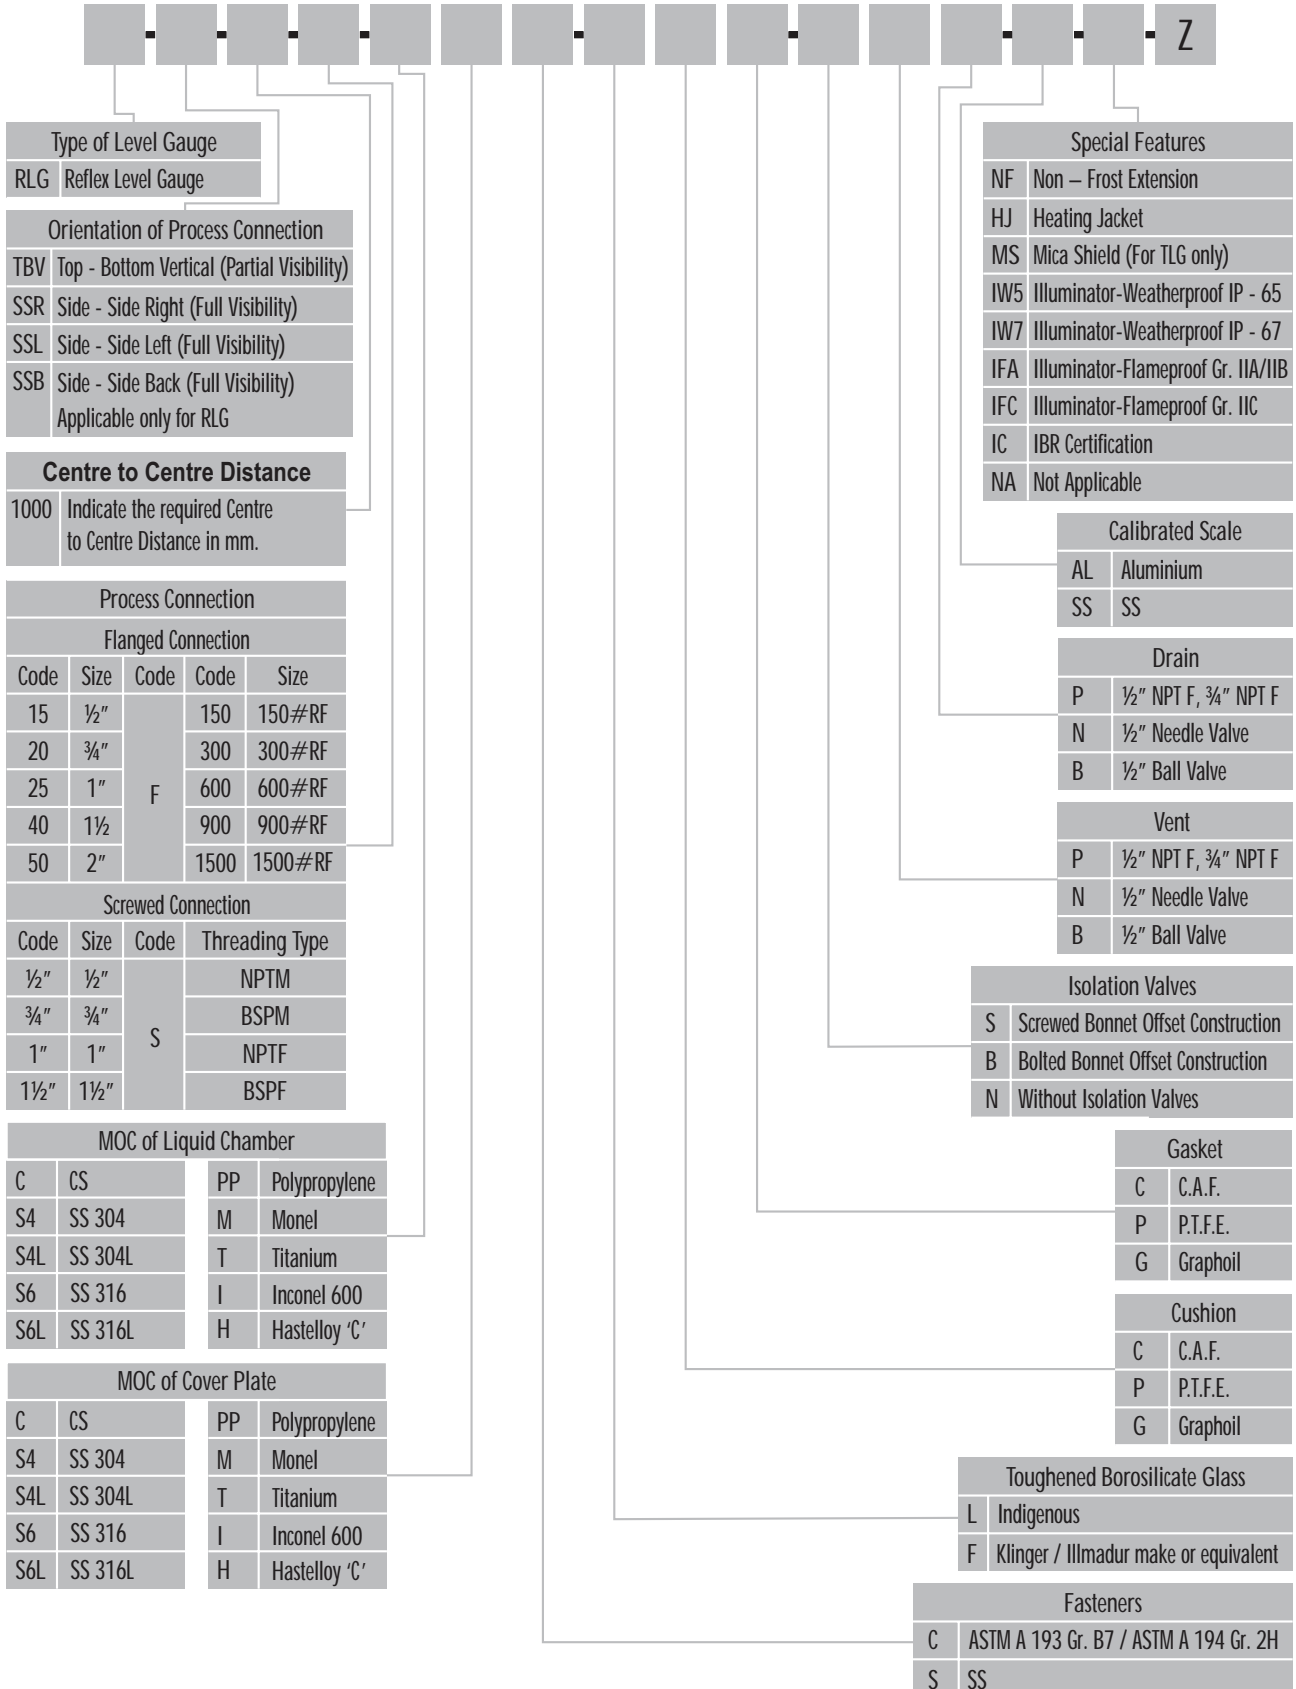 Z
Type of Level Gauge
RLG Reflex Level Gauge
Orientation of Process Connection
TBV Top - Bottom Vertical (Partial Visibility)
SSR Side - Side Right (Full Visibility)
SSL Side - Side Left (Full Visibility)
SSB Side - Side Back (Full Visibility)
Applicable only for RLG
Centre to Centre Distance
1000 Indicate the required Centre
to Centre Distance in mm.
Process Connection
Flanged Connection
Code Size Code Code Size
15 ½″ 150 150#RF
20 ¾″ 300 300#RF
25 1″ F 600 600#RF
40 1½ 900 900#RF
50 2″ 1500 1500#RF
Screwed Connection
Code Size Code Threading Type
½″ ½″ NPTM
¾″ ¾″ BSPM
S
1″ 1″ NPTF
1½″ 1½″ BSPF
MOC of Liquid Chamber
C CS PP Polypropylene
S4 SS 304 M Monel
S4L SS 304L T Titanium
S6 SS 316 I Inconel 600
S6L SS 316L H Hastelloy ‘C’
MOC of Cover Plate
C CS PP Polypropylene
S4 SS 304 M Monel
S4L SS 304L T Titanium
S6 SS 316 I Inconel 600
S6L SS 316L H Hastelloy ‘C’
Special Features
NF Non – Frost Extension
HJ Heating Jacket
MS Mica Shield (For TLG only)
IW5 Illuminator-Weatherproof IP - 65
IW7 Illuminator-Weatherproof IP - 67
IFA Illuminator-Flameproof Gr. IIA/IIB
IFC Illuminator-Flameproof Gr. IIC
IC IBR Certification
NA Not Applicable
Calibrated Scale
AL Aluminium
SS SS
Drain
P ½″ NPT F, ¾″ NPT F
N ½″ Needle Valve
B ½″ Ball Valve
Vent
P ½″ NPT F, ¾″ NPT F
N ½″ Needle Valve
B ½″ Ball Valve
Isolation Valves
S Screwed Bonnet Offset Construction
B Bolted Bonnet Offset Construction
N Without Isolation Valves
Gasket
C C.A.F.
P P.T.F.E.
G Graphoil
Cushion
C C.A.F.
P P.T.F.E.
G Graphoil
Toughened Borosilicate Glass
L Indigenous
F Klinger / Illmadur make or equivalent
Fasteners
C ASTM A 193 Gr. B7 / ASTM A 194 Gr. 2H
S SS